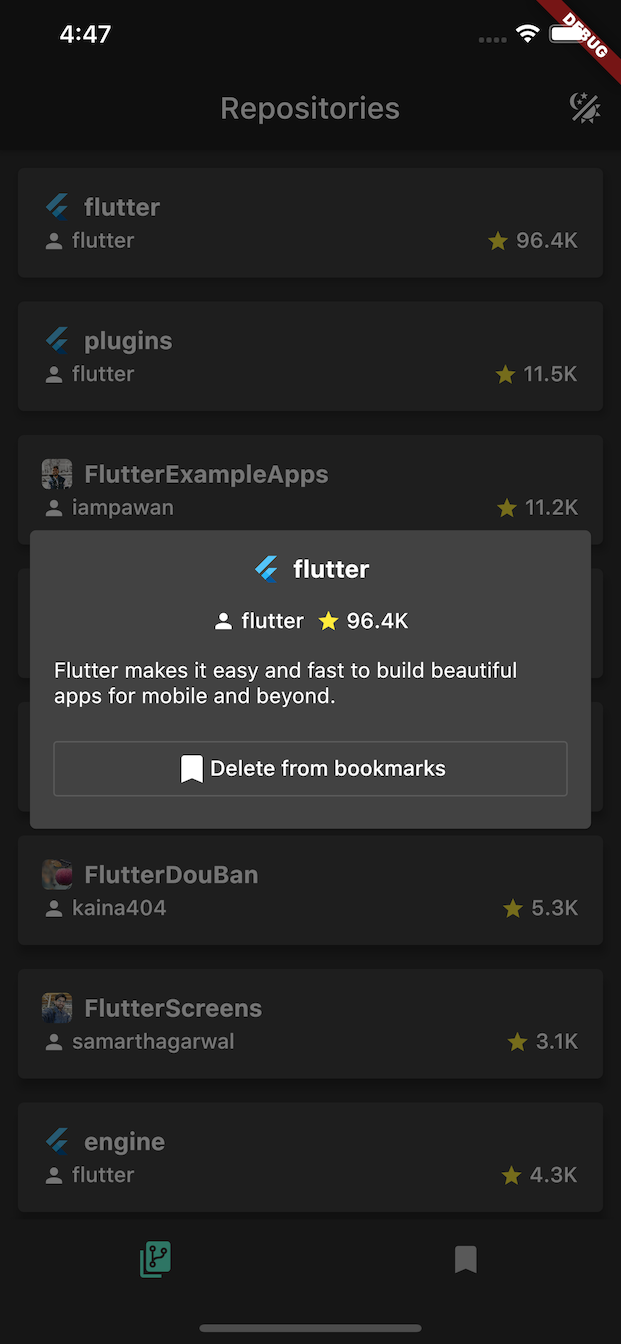 4:47
DEBUG
Repositories
flutter
flutter 96.4K
plugins
flutter 11.5K
FlutterExampleApps
iampawan 11.2K
flutter
flutter 96.4K
Flutter makes it easy and fast to build beautiful
apps for mobile and beyond.
Delete from bookmarks
FlutterDouBan
kaina404 5.3K
FlutterScreens
samarthagarwal 3.1K
engine
flutter 4.3K